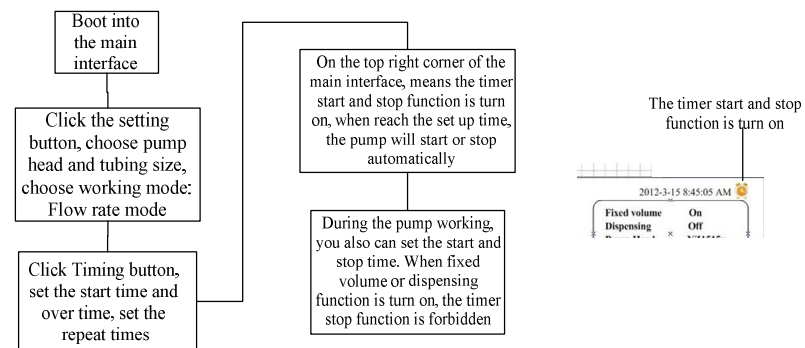 Boot into
the main
interface
Click the setting
button, choose pump
head and tubing size,
choose working mode:
Flow rate mode
Click Timing button,
set the start time and
over time, set the
repeat times
On the top right corner of the
main interface, means the timer
start and stop function is turn
on, when reach the set up time,
the pump will start or stop
automatically
During the pump working,
you also can set the start and
stop time. When fixed
volume or dispensing
function is turn on, the timer
stop function is forbidden
The timer start and stop
function is turn on
2012-3-15 8:45:05 AM
Fixed volume On
Dispensing Off